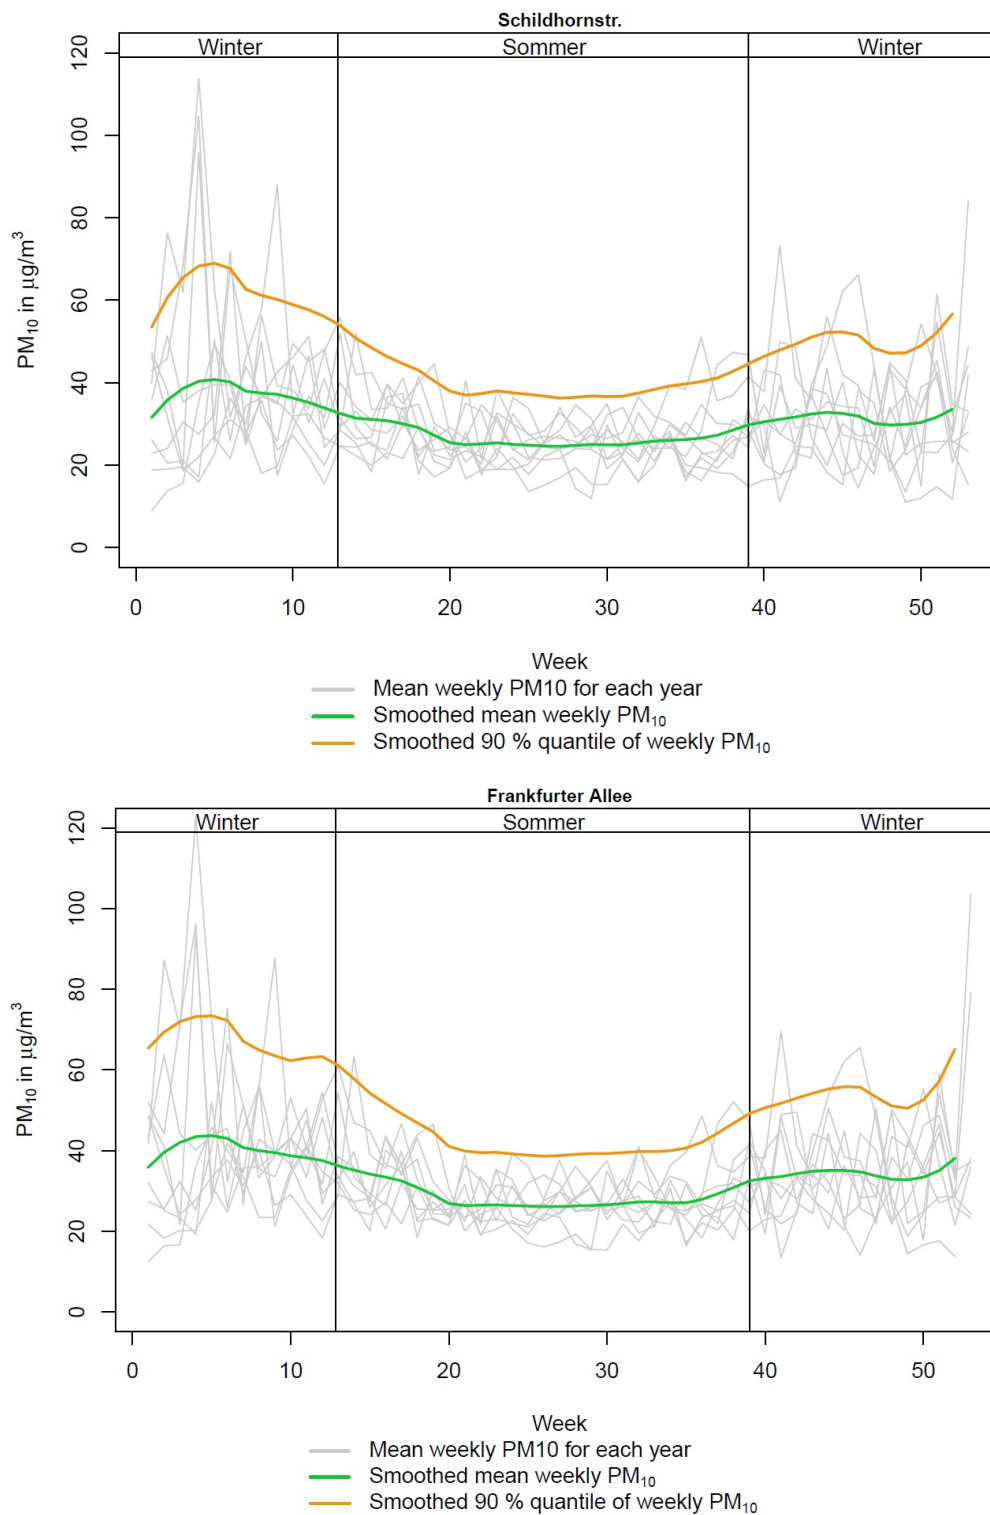 Schildhornstr.
Winter Sommer Winter
120
100
80
60
40
20
0
PM₁₀ in µg/m³
0 10 20 30 40 50
Week
Mean weekly PM10 for each year
Smoothed mean weekly PM₁₀
Smoothed 90 % quantile of weekly PM₁₀
Frankfurter Allee
Winter Sommer Winter
120
100
80
60
40
20
0
PM₁₀ in µg/m³
0 10 20 30 40 50
Week
Mean weekly PM10 for each year
Smoothed mean weekly PM₁₀
Smoothed 90 % quantile of weekly PM₁₀